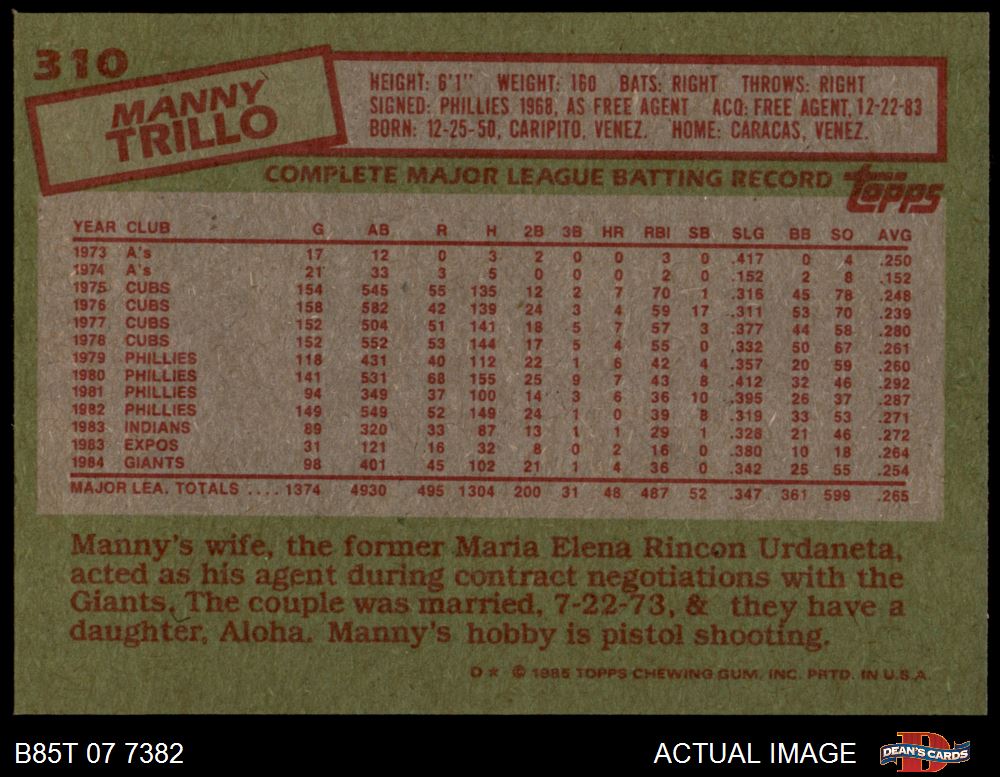 310
MANNY
TRILLO
HEIGHT: 6'1" WEIGHT: 160 BATS: RIGHT THROWS: RIGHT
SIGNED: PHILLIES 1968, AS FREE AGENT ACQ: FREE AGENT, 12-22-83
BORN: 12-25-50, CARIPITO, VENEZ. HOME: CARACAS, VENEZ.
COMPLETE MAJOR LEAGUE BATTING RECORD topps
YEAR CLUB G AB R H 2B 3B HR RBI SB SLG BB SO AVG
1973 A's 17 12 0 3 2 0 0 3 0 .417 0 4 .250
1974 A's 21 33 3 5 0 0 0 2 0 .152 2 8 .152
1975 CUBS 154 545 55 135 12 2 7 70 1 .316 45 78 .248
1976 CUBS 158 582 42 139 24 3 4 59 17 .311 53 70 .239
1977 CUBS 152 504 51 141 18 5 7 57 3 .377 44 58 .280
1978 CUBS 152 552 53 144 17 5 4 55 0 .332 50 67 .261
1979 PHILLIES 118 431 40 112 22 1 6 42 4 .357 20 59 .260
1980 PHILLIES 141 531 68 155 25 9 7 43 8 .412 32 46 .292
1981 PHILLIES 94 349 37 100 14 3 6 36 10 .395 26 37 .287
1982 PHILLIES 149 549 52 149 24 1 0 39 8 .319 33 53 .271
1983 INDIANS 89 320 33 87 13 1 1 29 1 .328 21 46 .272
1983 EXPOS 31 121 16 32 8 0 2 16 0 .380 10 18 .264
1984 GIANTS 98 401 45 102 21 1 4 36 0 .342 25 55 .254
MAJOR LEA. TOTALS .... 1374 4930 495 1304 200 31 48 487 52 .347 361 599 .265
Manny's wife, the former Maria Elena Rincon Urdaneta,
acted as his agent during contract negotiations with the
Giants. The couple was married, 7-22-73, & they have a
daughter, Aloha. Manny's hobby is pistol shooting.
D* © 1985 TOPPS CHEWING GUM, INC. PRTD. IN U.S.A.
B85T 07 7382 ACTUAL IMAGE DEAN'S CARDS